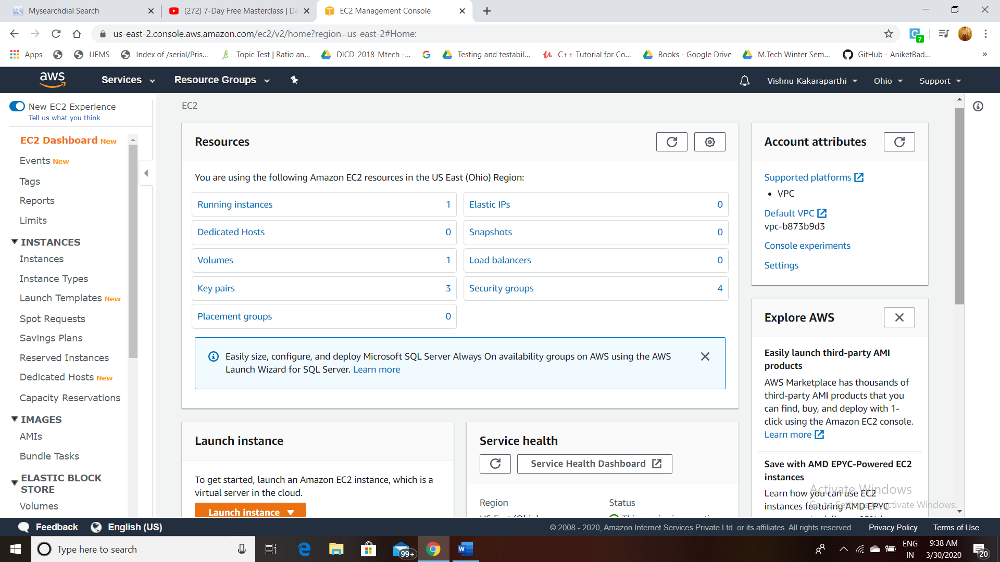 Mysearchdial Search
(272) 7-Day Free Masterclass | Da
EC2 Management Console
us-east-2.console.aws.amazon.com/ec2/v2/home?region=us-east-2#Home:
C 7
Apps
UEMS
Index of /serial/Pris...
Topic Test | Ratio an...
DICD_2018_Mtech -...
G
Testing and testabil...
C++ Tutorial for Co...
Books - Google Drive
M.Tech Winter Sem...
GitHub - AniketBad...
»
aws
Services
Resource Groups
Vishnu Kakaraparthi
Ohio
Support
New EC2 Experience
Tell us what you think
EC2 Dashboard New
Events New
Tags
Reports
Limits
INSTANCES
Instances
Instance Types
Launch Templates New
Spot Requests
Savings Plans
Reserved Instances
Dedicated Hosts New
Capacity Reservations
IMAGES
AMIs
Bundle Tasks
ELASTIC BLOCK
STORE
Volumes
EC2
Resources
You are using the following Amazon EC2 resources in the US East (Ohio) Region:
Running instances 1
Elastic IPs 0
Dedicated Hosts 0
Snapshots 0
Volumes 1
Load balancers 0
Key pairs 3
Security groups 4
Placement groups 0
Easily size, configure, and deploy Microsoft SQL Server Always On availability groups on AWS using the AWS
Launch Wizard for SQL Server. Learn more
Launch instance
To get started, launch an Amazon EC2 instance, which is a
virtual server in the cloud.
Launch instance
Service health
Service Health Dashboard
Region
Status
US East (Ohio)
Account attributes
Supported platforms
• VPC
Default VPC
vpc-b873b9d3
Console experiments
Settings
Explore AWS
Easily launch third-party AMI
products
AWS Marketplace has thousands of
third-party AMI products that you
can find, buy, and deploy with 1-
click using the Amazon EC2 console.
Learn more
Save with AMD EPYC-Powered EC2
instances
Learn how you can use EC2
instances featuring AMD EPYC
Activate Windows
Go to Settings to activate Windows.
Feedback
English (US)
© 2008 - 2020, Amazon Internet Services Private Ltd. or its affiliates. All rights reserved.
Privacy Policy
Terms of Use
Type here to search
99+
W
ENG
IN
9:38 AM
3/30/2020
20